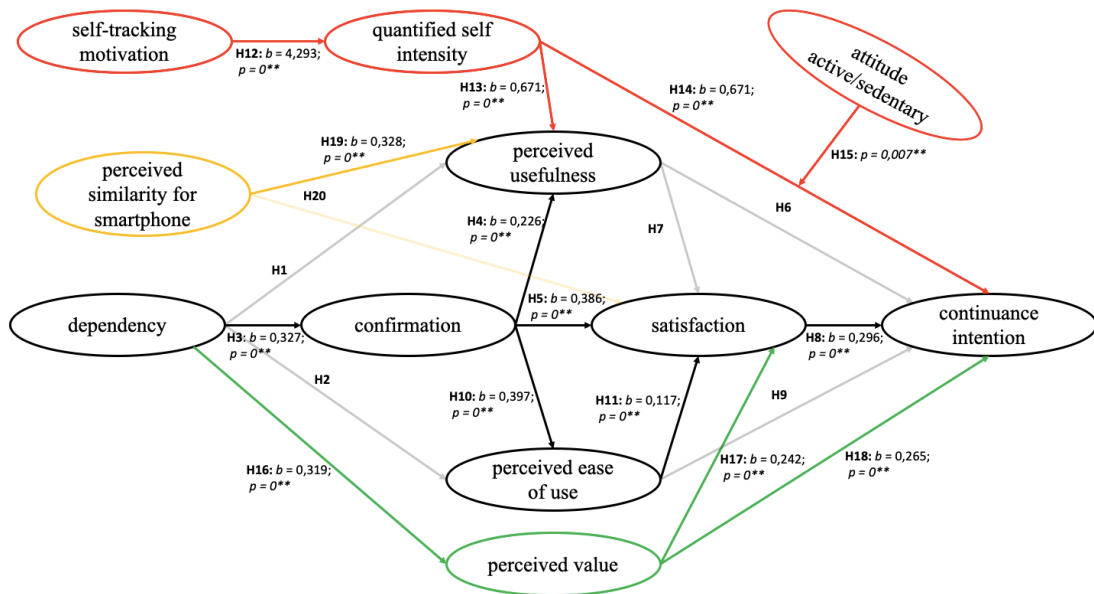 self-tracking
motivation
H12: b = 4,293;
p = 0**
quantified self
intensity
attitude
active/sedentary
H13: b = 0,671;
p = 0**
H14: b = 0,671;
p = 0**
H15: p = 0,007**
H19: b = 0,328;
p = 0**
perceived
usefulness
perceived
similarity for
smartphone
H20
H4: b = 0,226;
p = 0**
H7
H6
H1
dependency
H3: b = 0,327;
p = 0**
confirmation
H5: b = 0,386;
p = 0**
satisfaction
H8: b = 0,296;
p = 0**
continuance
intention
H2
H10: b = 0,397;
p = 0**
H11: b = 0,117;
p = 0**
H9
H16: b = 0,319;
p = 0**
perceived ease
of use
H17: b = 0,242;
p = 0**
H18: b = 0,265;
p = 0**
perceived value